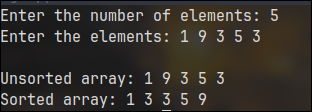 Enter the number of elements: 5
Enter the elements: 1 9 3 5 3
Unsorted array: 1 9 3 5 3
Sorted array: 1 3 3 5 9